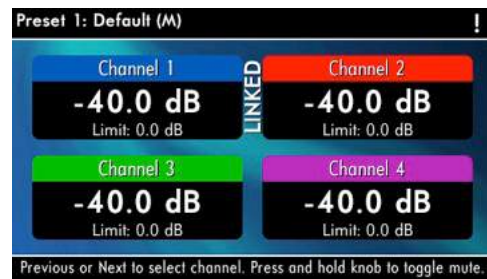 Preset 1: Default (M) !
Channel 1
-40.0 dB
Limit: 0.0 dB
LINKED
Channel 2
-40.0 dB
Limit: 0.0 dB
Channel 3
-40.0 dB
Limit: 0.0 dB
Channel 4
-40.0 dB
Limit: 0.0 dB
Previous or Next to select channel. Press and hold knob to toggle mute.